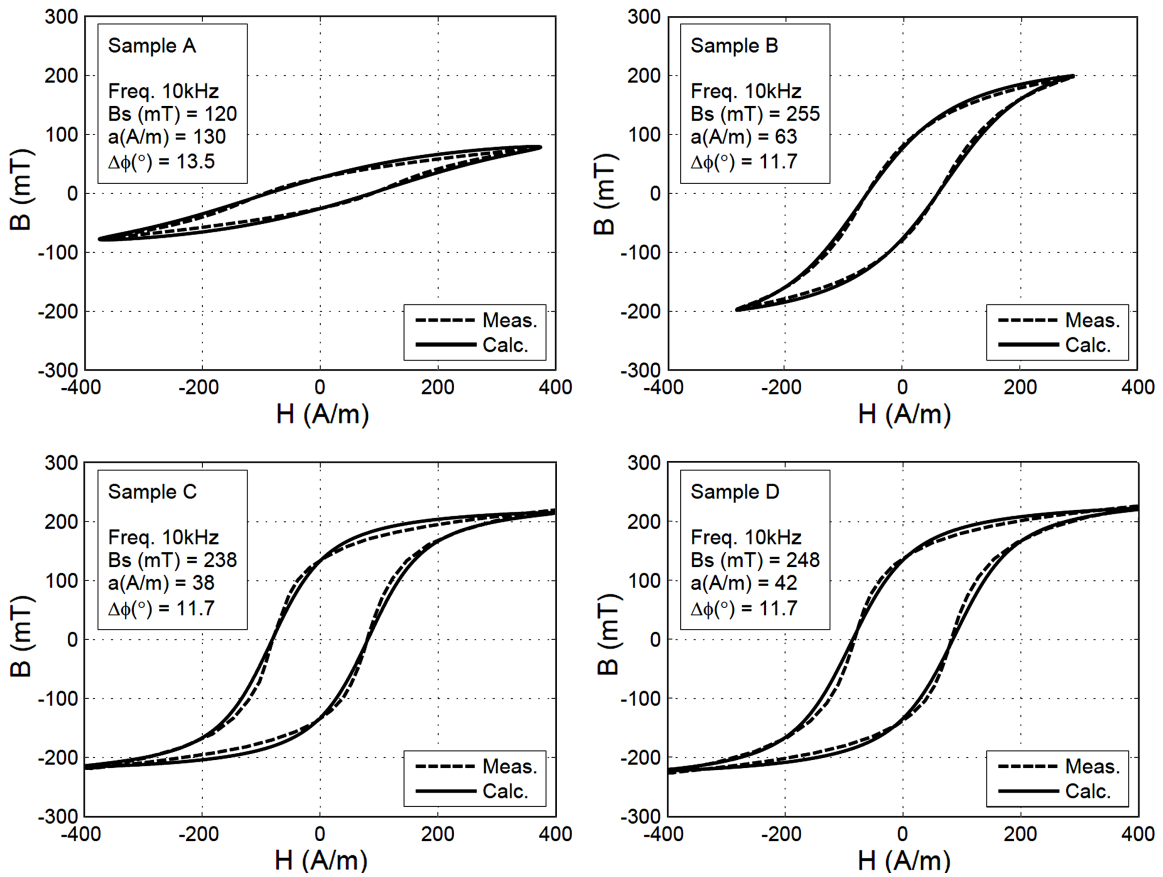 300
200
100
0
-100
-200
-300
B (mT)
Sample A
Freq. 10kHz
Bs (mT) = 120
a(A/m) = 130
Δϕ(°) = 13.5
Meas.
Calc.
-400 -200 0 200 400
H (A/m)
300
200
100
0
-100
-200
-300
B (mT)
Sample B
Freq. 10kHz
Bs (mT) = 255
a(A/m) = 63
Δϕ(°) = 11.7
Meas.
Calc.
-400 -200 0 200 400
H (A/m)
300
200
100
0
-100
-200
-300
B (mT)
Sample C
Freq. 10kHz
Bs (mT) = 238
a(A/m) = 38
Δϕ(°) = 11.7
Meas.
Calc.
-400 -200 0 200 400
H (A/m)
300
200
100
0
-100
-200
-300
B (mT)
Sample D
Freq. 10kHz
Bs (mT) = 248
a(A/m) = 42
Δϕ(°) = 11.7
Meas.
Calc.
-400 -200 0 200 400
H (A/m)